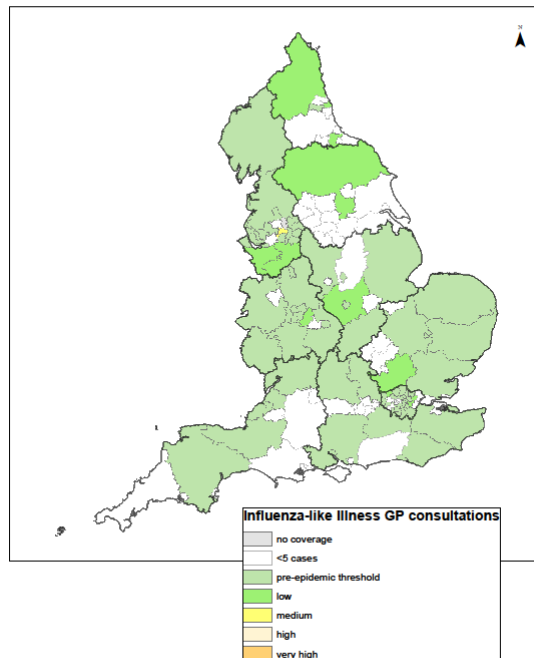 N
Influenza-like Illness GP consultations
no coverage
<5 cases
pre-epidemic threshold
low
medium
high
very high